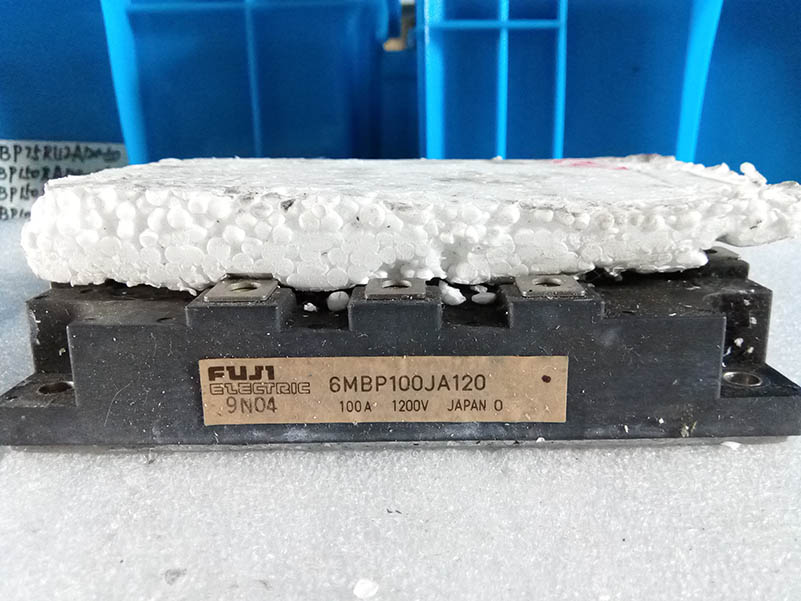 FUJI
ELECTRIC
6MBP100JA120
9N04
100A 1200V JAPAN O